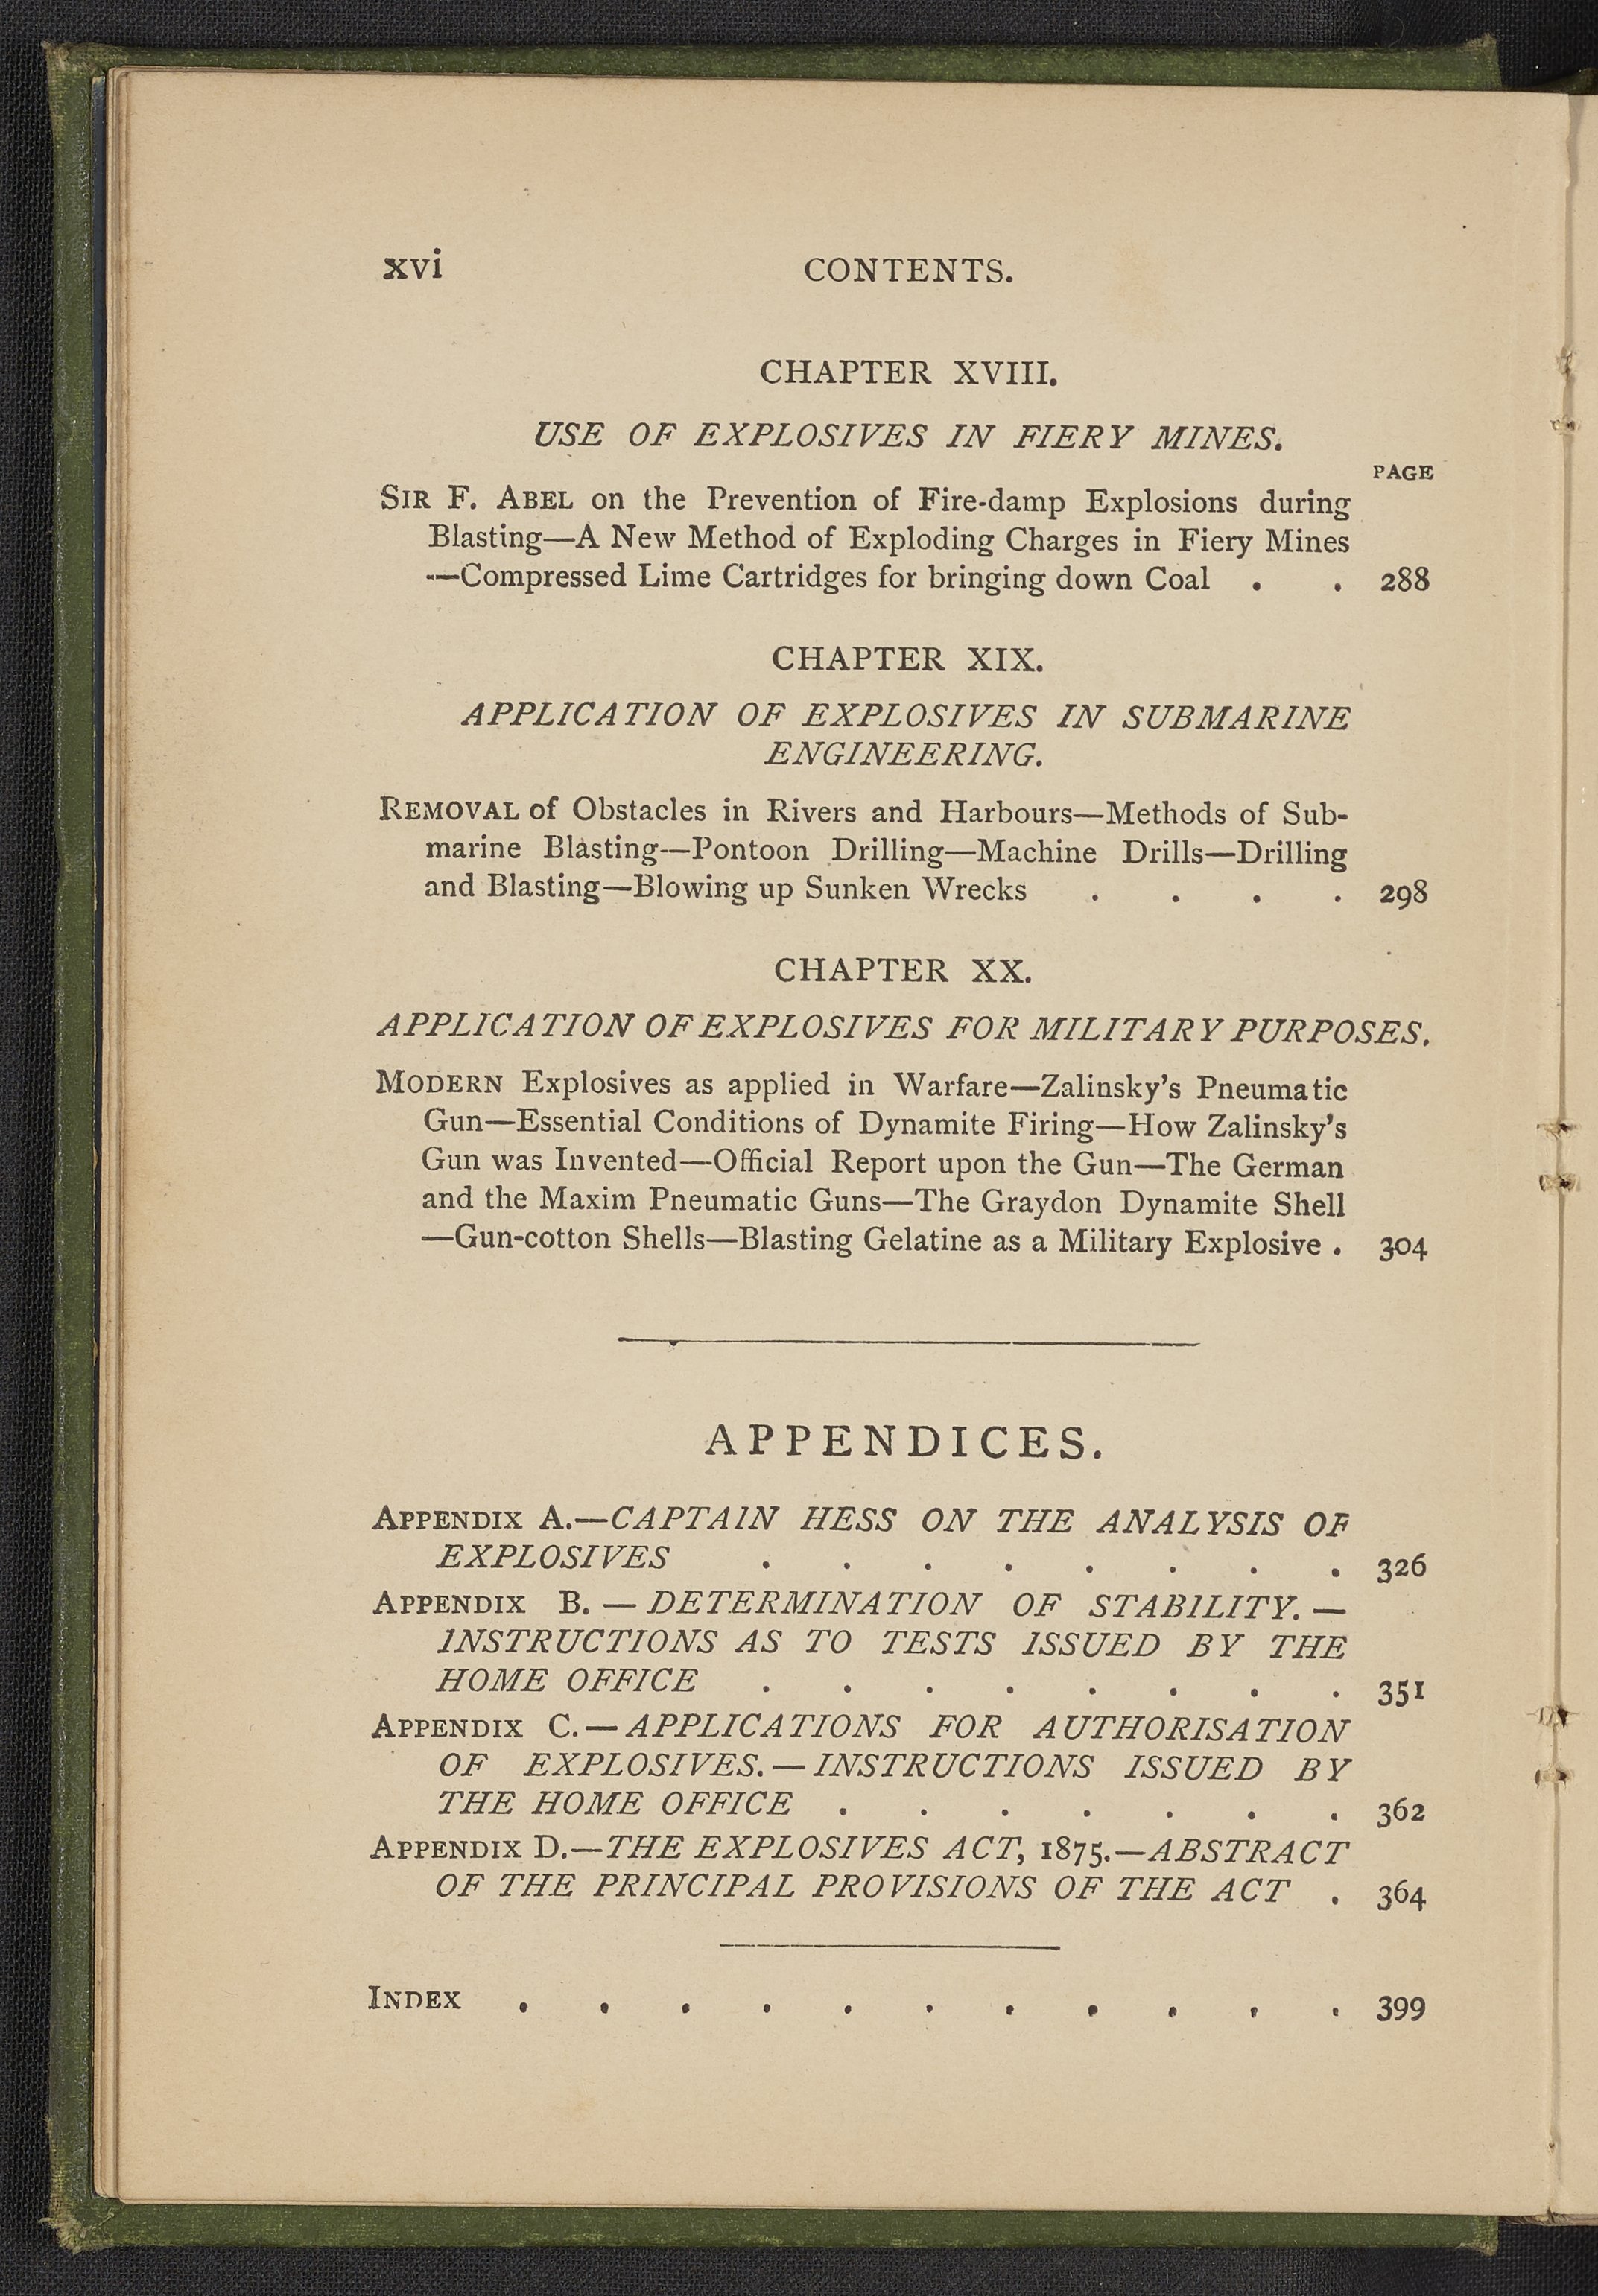 xvi CONTENTS.
CHAPTER XVIII.
USE OF EXPLOSIVES IN FIERY MINES.
PAGE
SIR F. ABEL on the Prevention of Fire-damp Explosions during
Blasting—A New Method of Exploding Charges in Fiery Mines
—Compressed Lime Cartridges for bringing down Coal . . 288
CHAPTER XIX.
APPLICATION OF EXPLOSIVES IN SUBMARINE
ENGINEERING.
REMOVAL of Obstacles in Rivers and Harbours—Methods of Sub-
marine Blasting—Pontoon Drilling—Machine Drills—Drilling
and Blasting—Blowing up Sunken Wrecks . . . . 298
CHAPTER XX.
APPLICATION OF EXPLOSIVES FOR MILITARY PURPOSES.
MODERN Explosives as applied in Warfare—Zalinsky's Pneumatic
Gun—Essential Conditions of Dynamite Firing—How Zalinsky's
Gun was Invented—Official Report upon the Gun—The German
and the Maxim Pneumatic Guns—The Graydon Dynamite Shell
—Gun-cotton Shells—Blasting Gelatine as a Military Explosive . 304
APPENDICES.
APPENDIX A.—CAPTAIN HESS ON THE ANALYSIS OF
EXPLOSIVES . . . . . . . . 326
APPENDIX B. — DETERMINATION OF STABILITY. —
INSTRUCTIONS AS TO TESTS ISSUED BY THE
HOME OFFICE . . . . . . . . 351
APPENDIX C. — APPLICATIONS FOR AUTHORISATION
OF EXPLOSIVES. — INSTRUCTIONS ISSUED BY
THE HOME OFFICE . . . . . . . 362
APPENDIX D.—THE EXPLOSIVES ACT, 1875.—ABSTRACT
OF THE PRINCIPAL PROVISIONS OF THE ACT . 364
INDEX . . . . . . . . . . . 399